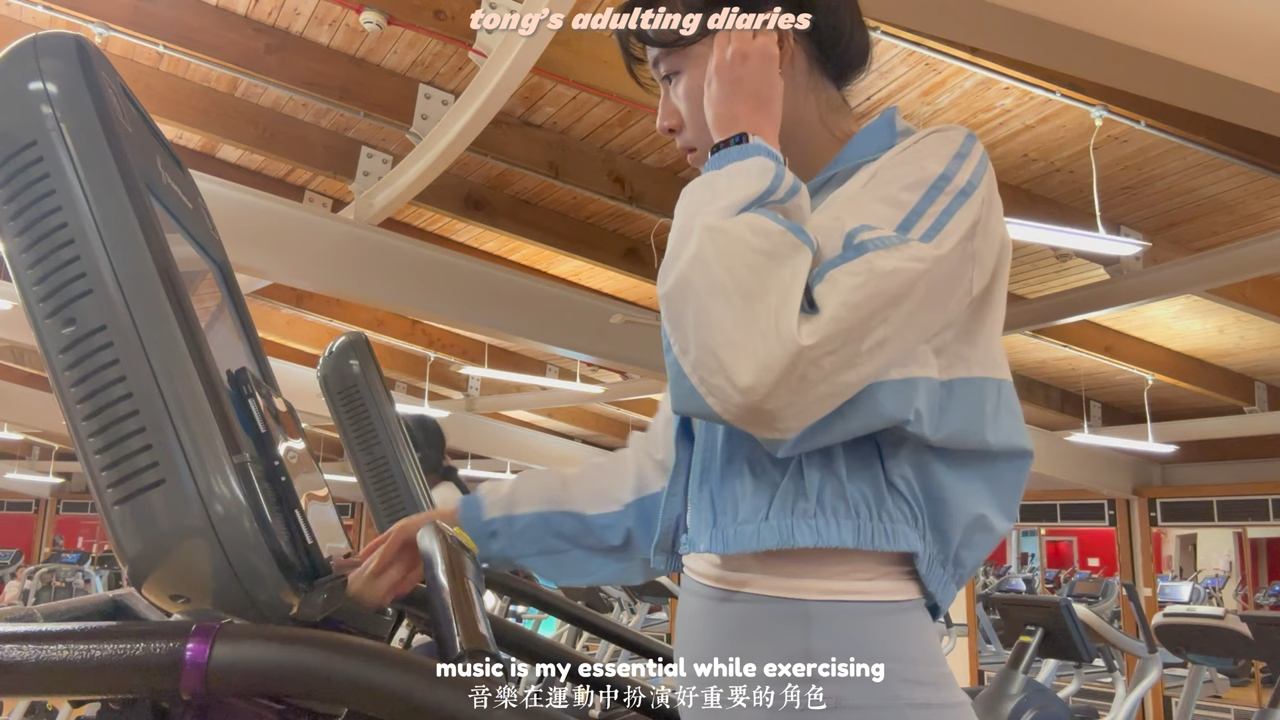 tong's adulting diaries
music is my essential while exercising
音樂在運動中扮演好重要的角色